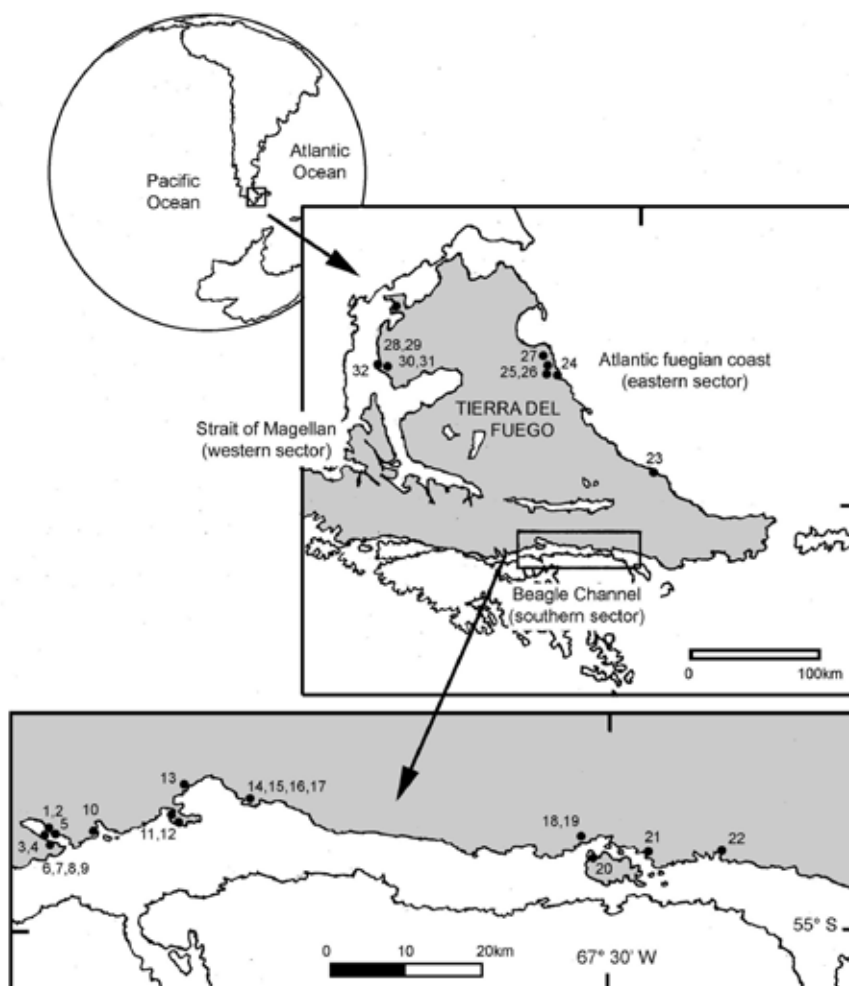 Pacific
Ocean
Atlantic
Ocean
28,29
30,31
32
27
25,26
24
Atlantic fuegian coast
(eastern sector)
TIERRA DEL
FUEGO
Strait of Magellan
(western sector)
23
Beagle Channel
(southern sector)
0
100km
13
14,15,16,17
1,2
5
10
11,12
3,4
6,7,8,9
18,19
21
22
20
55° S
0 10 20km
67° 30' W